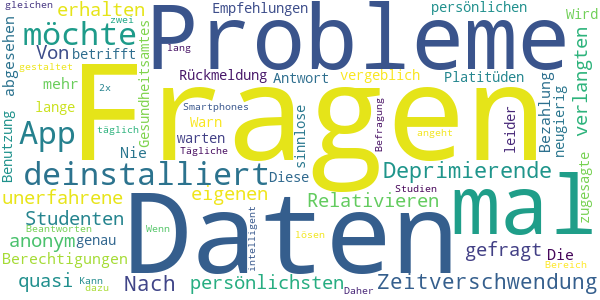 gleichen zwei Empfehlungen persönlichen Wird
erhalten
möchte Probleme
Von betrifft lang
abgesehen gestaltet mehr 2x Gesundheitsamtes Rückmeldung Antwort vergeblich Platitüden
Benutzung lange Smartphones Bezahlung neugierig verlangten
App täglich Warn Fragen Befragung angeht leider
Nie warten Tägliche sinnlose
deinstalliert Diese Deprimierende
unerfahrene eigenen Relativieren Studien zugesagte
Studenten Daten mal
anonym genau gefragt Die
Beantworten Wenn intelligent lösen
Berechtigungen Bereich
quasi Kann Nach persönlichsten Zeitverschwendung
dazu Daher